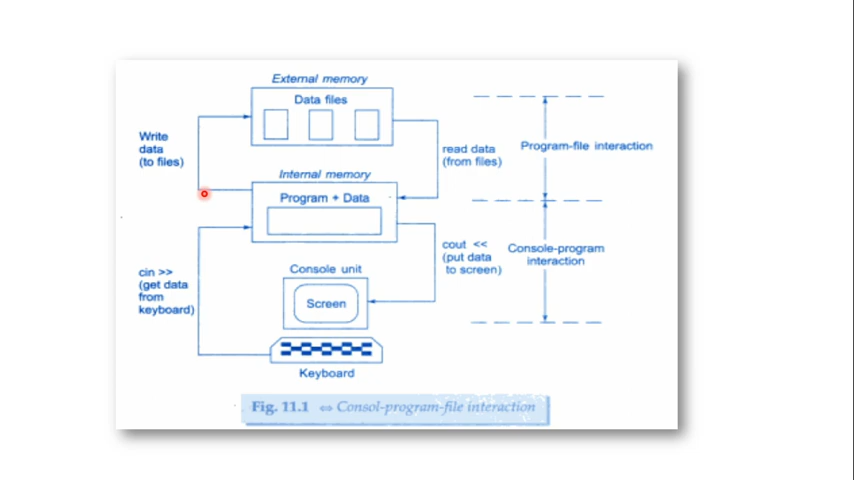 External memory
Data files
Write
data
(to files)
read data
(from files)
Program-file interaction
Internal memory
Program + Data
cout <<
(put data
to screen)
Console-program
interaction
cin >>
(get data
from
keyboard)
Console unit
Screen
Keyboard
Fig. 11.1 ⇔ Consol-program-file interaction